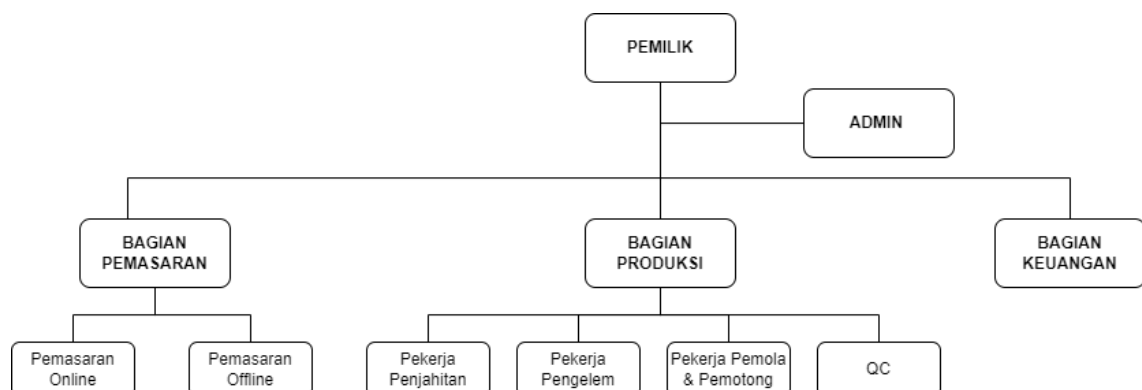 PEMILIK
ADMIN
BAGIAN
PEMASARAN
BAGIAN
PRODUKSI
BAGIAN
KEUANGAN
Pemasaran
Online
Pemasaran
Offline
Pekerja
Penjahitan
Pekerja
Pengelem
Pekerja Pemola
& Pemotong
QC